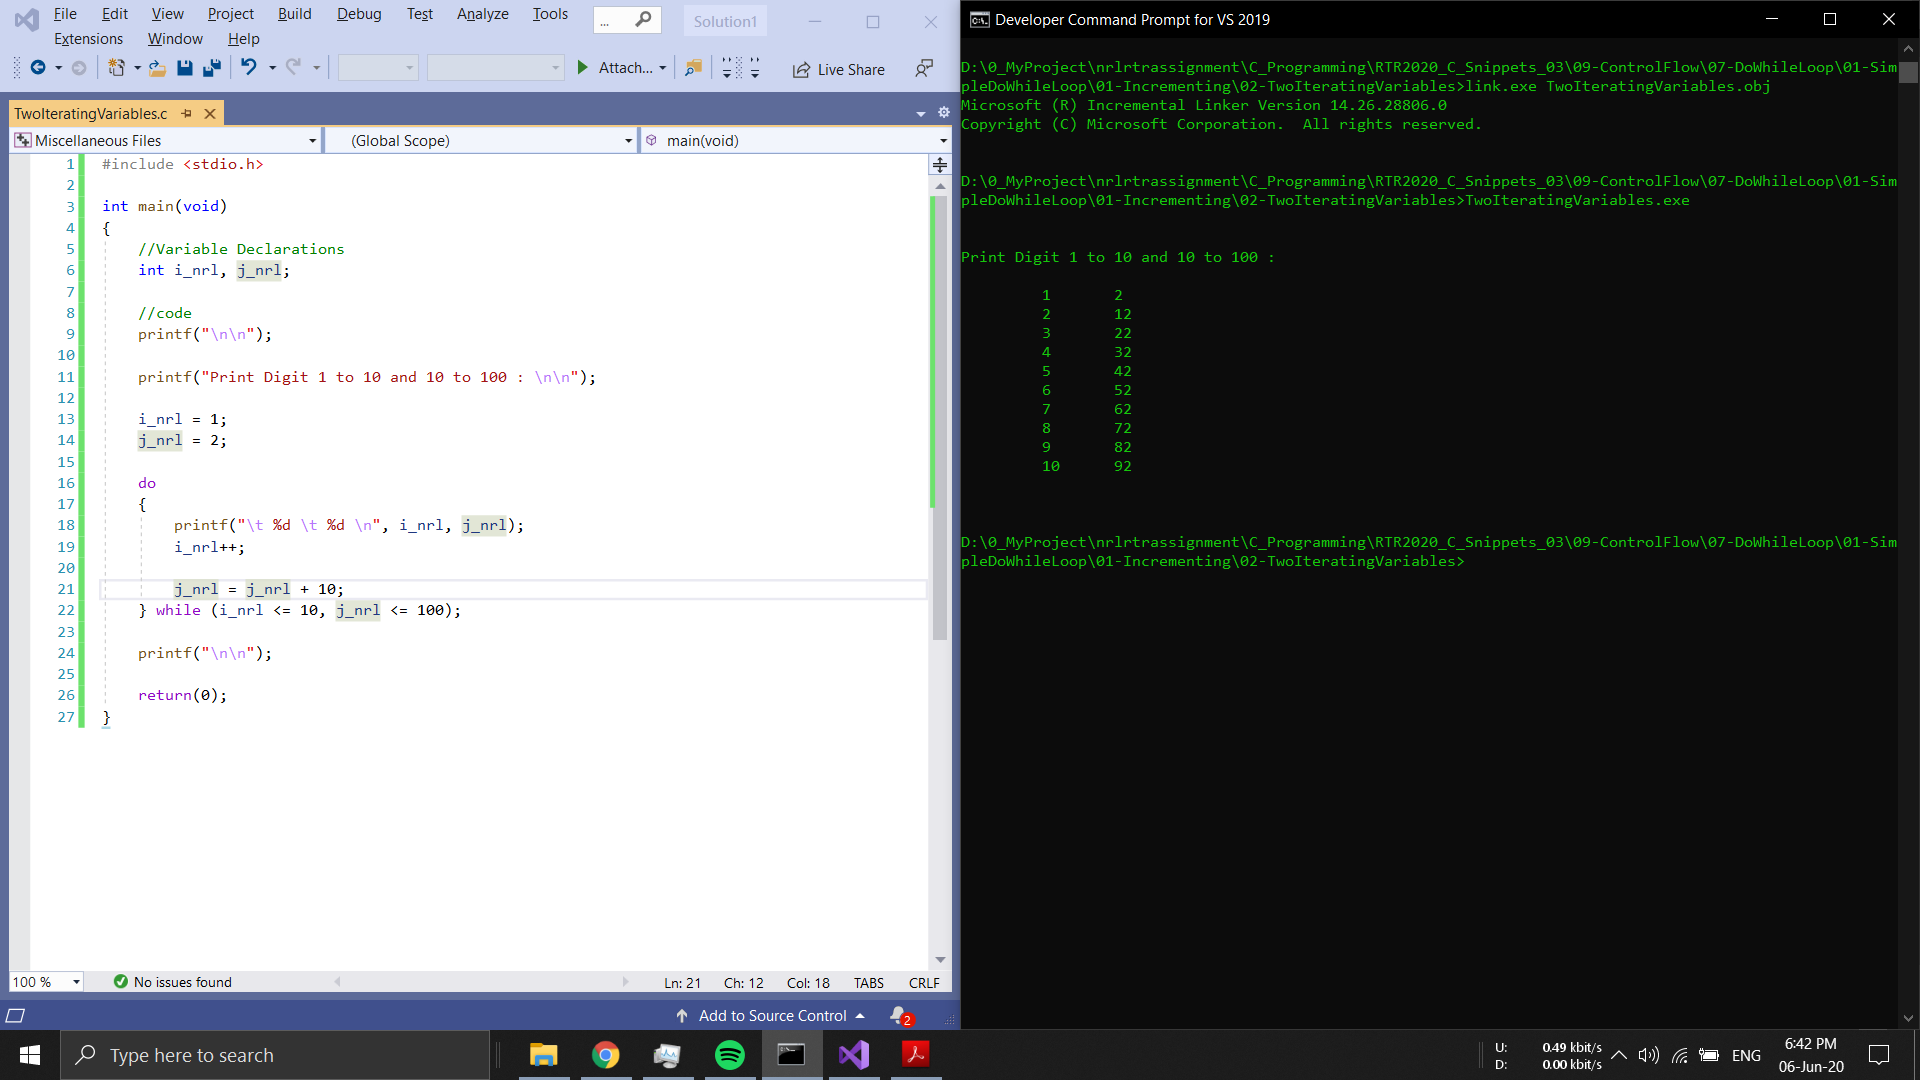 File Edit View Project Build Debug Test Analyze Tools ... Solution1
Extensions Window Help
Attach... Live Share
TwoIteratingVariables.c
Miscellaneous Files (Global Scope) main(void)
1 #include <stdio.h>
2
3 int main(void)
4 {
5 //Variable Declarations
6 int i_nrl, j_nrl;
7
8 //code
9 printf("\n\n");
10
11 printf("Print Digit 1 to 10 and 10 to 100 : \n\n");
12
13 i_nrl = 1;
14 j_nrl = 2;
15
16 do
17 {
18 printf("\t %d \t %d \n", i_nrl, j_nrl);
19 i_nrl++;
20
21 j_nrl = j_nrl + 10;
22 } while (i_nrl <= 10, j_nrl <= 100);
23
24 printf("\n\n");
25
26 return(0);
27 }
100 % No issues found Ln: 21 Ch: 12 Col: 18 TABS CRLF
Add to Source Control 2
Developer Command Prompt for VS 2019
D:\0_MyProject\nrlrtrassignment\C_Programming\RTR2020_C_Snippets_03\09-ControlFlow\07-DoWhileLoop\01-Sim
pleDoWhileLoop\01-Incrementing\02-TwoIteratingVariables>link.exe TwoIteratingVariables.obj
Microsoft (R) Incremental Linker Version 14.26.28806.0
Copyright (C) Microsoft Corporation.  All rights reserved.
D:\0_MyProject\nrlrtrassignment\C_Programming\RTR2020_C_Snippets_03\09-ControlFlow\07-DoWhileLoop\01-Sim
pleDoWhileLoop\01-Incrementing\02-TwoIteratingVariables>TwoIteratingVariables.exe
Print Digit 1 to 10 and 10 to 100 :
1 2
2 12
3 22
4 32
5 42
6 52
7 62
8 72
9 82
10 92
D:\0_MyProject\nrlrtrassignment\C_Programming\RTR2020_C_Snippets_03\09-ControlFlow\07-DoWhileLoop\01-Sim
pleDoWhileLoop\01-Incrementing\02-TwoIteratingVariables>
Type here to search
U: 0.49 kbit/s
D: 0.00 kbit/s
ENG
6:42 PM
06-Jun-20